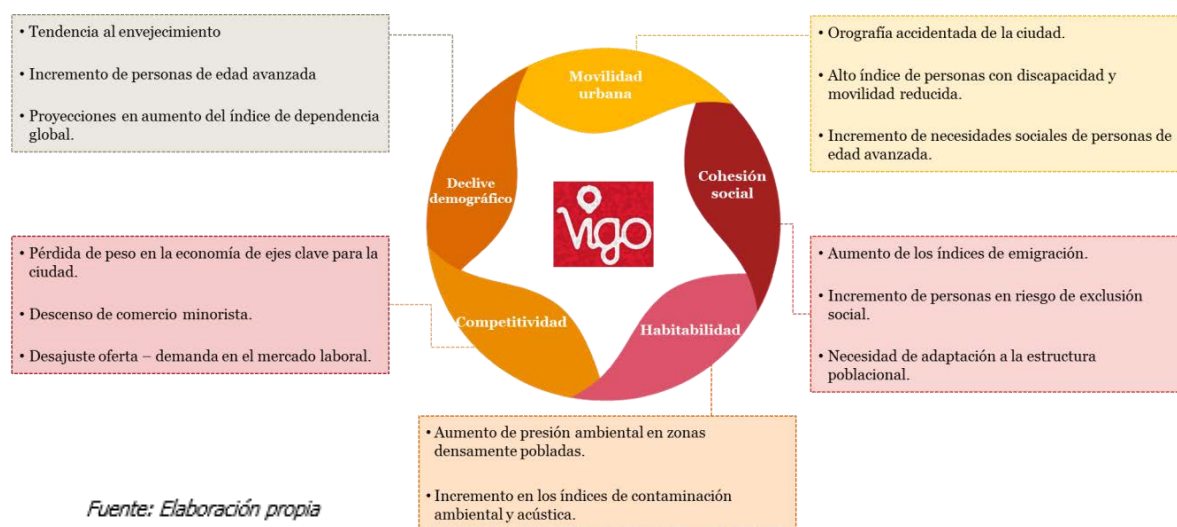 • Tendencia al envejecimiento
• Incremento de personas de edad avanzada
• Proyecciones en aumento del índice de dependencia
global.
• Orografía accidentada de la ciudad.
• Alto índice de personas con discapacidad y
movilidad reducida.
• Incremento de necesidades sociales de personas de
edad avanzada.
Movilidad
urbana
Declive
demográfico
Cohesión
social
vigo
Competitividad
Habitabilidad
• Pérdida de peso en la economía de ejes clave para la
ciudad.
• Descenso de comercio minorista.
• Desajuste oferta – demanda en el mercado laboral.
• Aumento de los índices de emigración.
• Incremento de personas en riesgo de exclusión
social.
• Necesidad de adaptación a la estructura
poblacional.
• Aumento de presión ambiental en zonas
densamente pobladas.
• Incremento en los índices de contaminación
ambiental y acústica.
Fuente: Elaboración propia